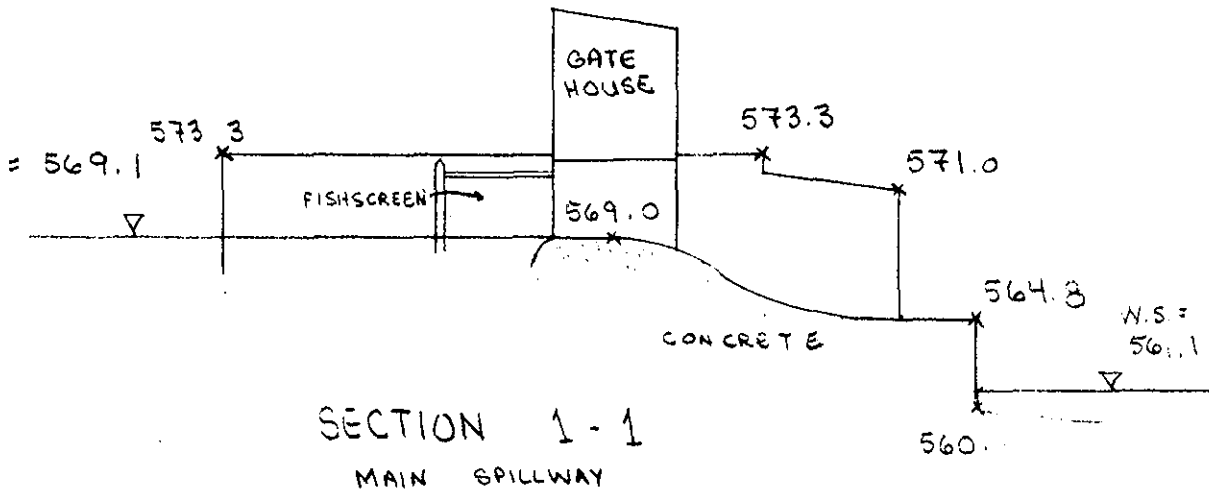 GATE
HOUSE
573 3
573.3
= 569.1
571.0
FISHSCREEN
569.0
564.8
CONCRETE
W.S. =
560.
SECTION 1-1
MAIN SPILLWAY